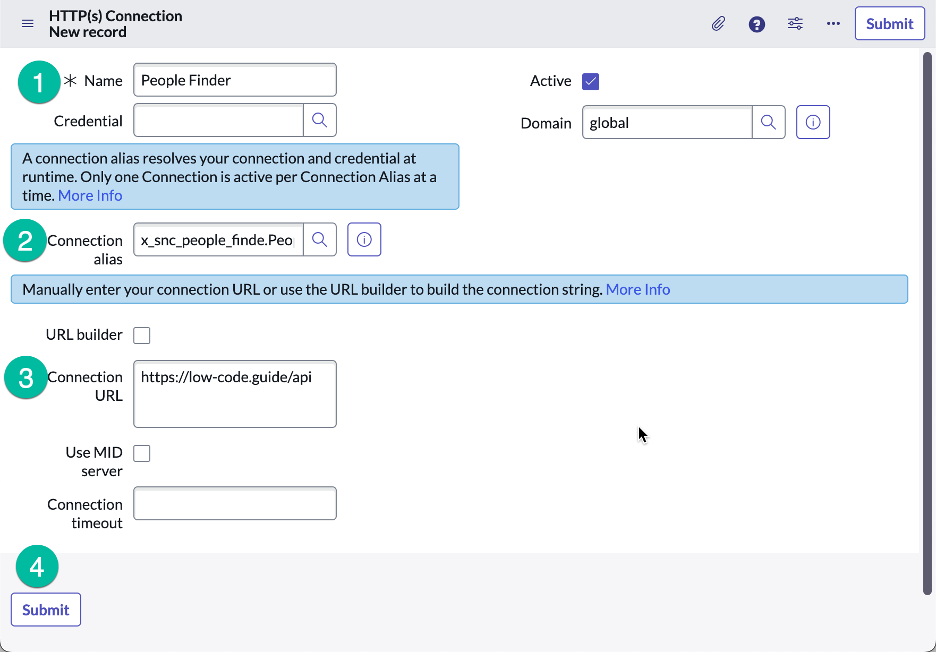 HTTP(s) Connection
New record
Submit
1
Name
People Finder
Active
Credential
Domain
global
A connection alias resolves your connection and credential at
runtime. Only one Connection is active per Connection Alias at a
time. More Info
2
Connection
alias
x_snc_people_finde.Peo
Manually enter your connection URL or use the URL builder to build the connection string. More Info
URL builder
3
Connection
URL
https://low-code.guide/api
Use MID
server
Connection
timeout
4
Submit